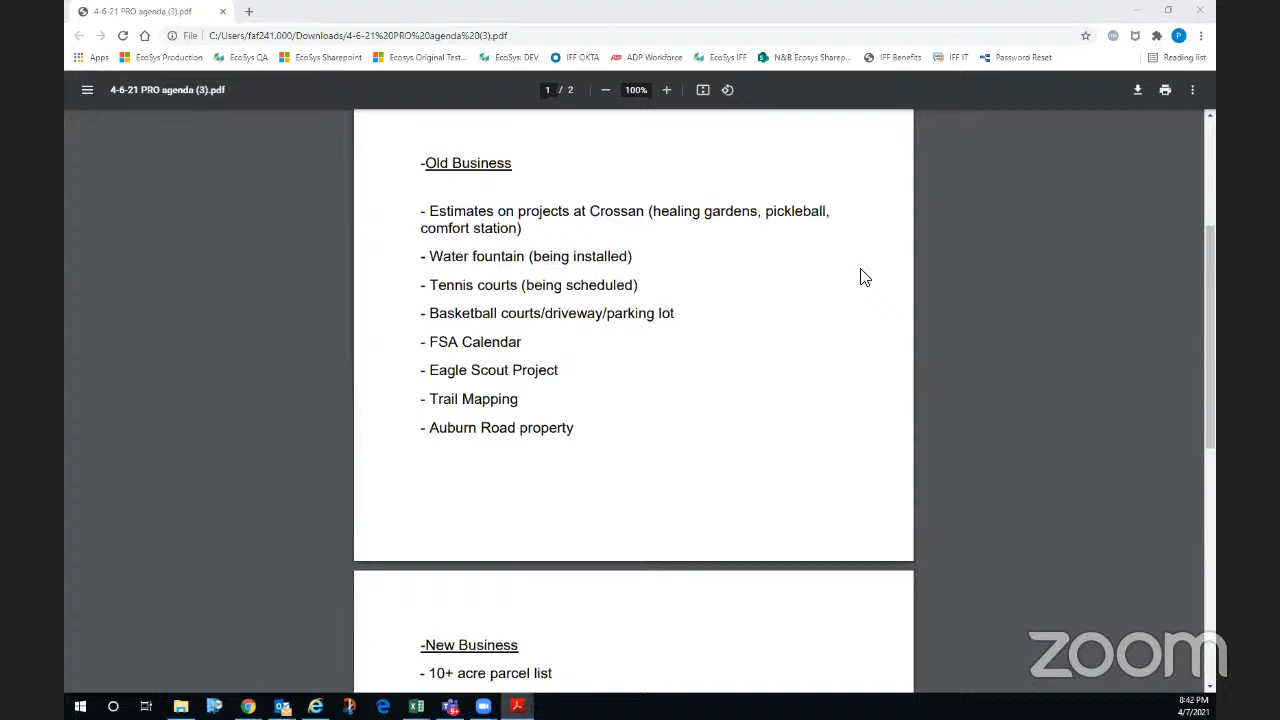 4-6-21 PRO agenda (3).pdf
File
C:/Users/faf241.000/Downloads/4-6-21%20PRO%20agenda%20(3).pdf
Apps EcoSys Production EcoSys QA EcoSys Sharepoint Ecosys Original Test... EcoSys: DEV IFF OKTA ADP Workforce EcoSys IFF N&B Ecosys Sharep... IFF Benefits IFF IT Password Reset Reading list
4-6-21 PRO agenda (3).pdf 1 / 2 100%
-Old Business
- Estimates on projects at Crossan (healing gardens, pickleball,
comfort station)
- Water fountain (being installed)
- Tennis courts (being scheduled)
- Basketball courts/driveway/parking lot
- FSA Calendar
- Eagle Scout Project
- Trail Mapping
- Auburn Road property
-New Business
- 10+ acre parcel list
zoom
8:42 PM
4/7/2021